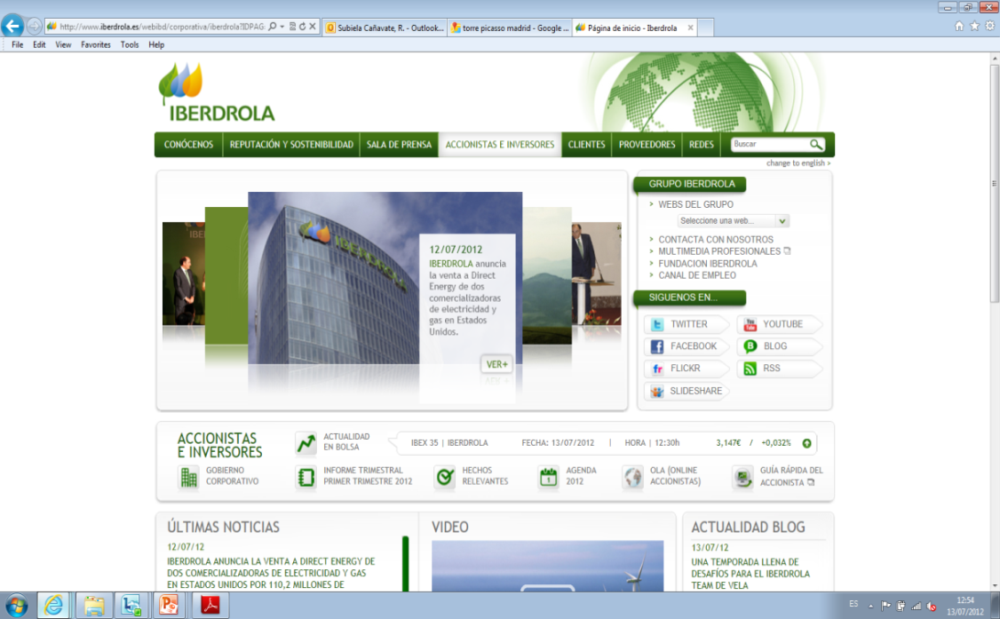 http://www.iberdrola.es/webibd/corporativa/iberdrola?IDPAG:
Subiela Cañavate, R. - Outlook...
torre picasso madrid - Google ...
Página de inicio - Iberdrola
File Edit View Favorites Tools Help
IBERDROLA
CONÓCENOS REPUTACIÓN Y SOSTENIBILIDAD SALA DE PRENSA ACCIONISTAS E INVERSORES CLIENTES PROVEEDORES REDES Buscar
change to english >
IBERDROLA
12/07/2012
IBERDROLA anuncia
la venta a Direct
Energy de dos
comercializadoras
de electricidad y
gas en Estados
Unidos.
VER+
GRUPO IBERDROLA
> WEBS DEL GRUPO
Seleccione una web...
> CONTACTA CON NOSOTROS
> MULTIMEDIA PROFESIONALES
> FUNDACION IBERDROLA
> CANAL DE EMPLEO
SIGUENOS EN...
TWITTER YOUTUBE
FACEBOOK BLOG
FLICKR RSS
SLIDESHARE
ACCIONISTAS
E INVERSORES
ACTUALIDAD
EN BOLSA
IBEX 35 | IBERDROLA FECHA: 13/07/2012 | HORA | 12:30h 3,147€ / +0,032%
GOBIERNO
CORPORATIVO
INFORME TRIMESTRAL
PRIMER TRIMESTRE 2012
HECHOS
RELEVANTES
AGENDA
2012
OLA (ONLINE
ACCIONISTAS)
GUÍA RÁPIDA DEL
ACCIONISTA
ÚLTIMAS NOTICIAS
12/07/12
IBERDROLA ANUNCIA LA VENTA A DIRECT ENERGY DE
DOS COMERCIALIZADORAS DE ELECTRICIDAD Y GAS
EN ESTADOS UNIDOS POR 110,2 MILLONES DE
VIDEO
ACTUALIDAD BLOG
13/07/12
UNA TEMPORADA LLENA DE
DESAFÍOS PARA EL IBERDROLA
TEAM DE VELA
ES
12:54
13/07/2012